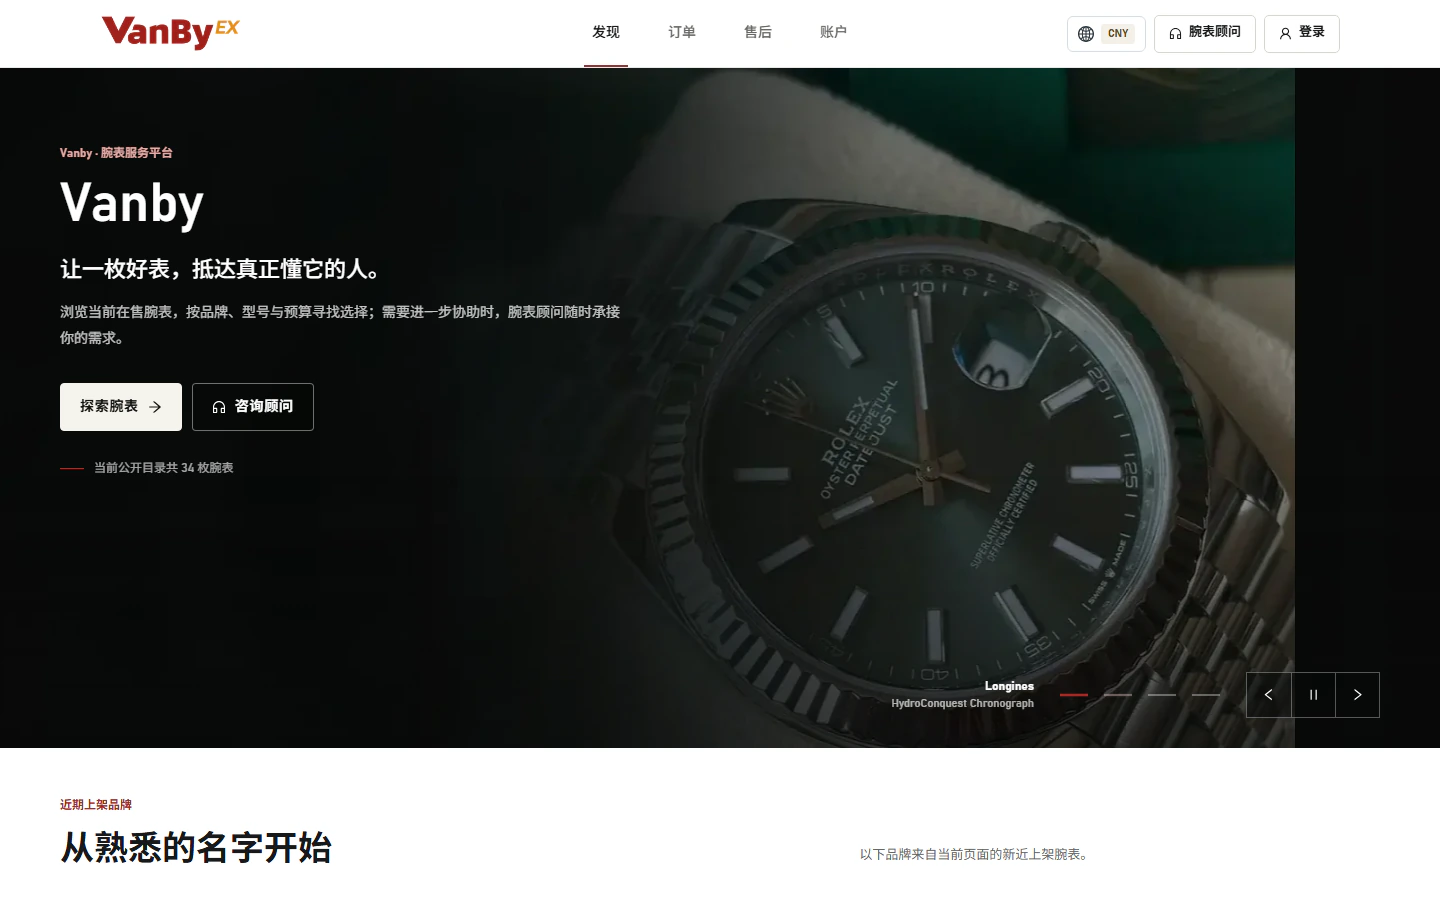 VanBy EX
发现
订单
售后
账户
CNY
腕表顾问
登录
Vanby · 腕表服务平台
Vanby
让一枚好表，抵达真正懂它的人。
浏览当前在售腕表，按品牌、型号与预算寻找选择；需要进一步协助时，腕表顾问随时承接
你的需求。
探索腕表
咨询顾问
当前公开目录共 34 枚腕表
ROLEX
OYSTER PERPETUAL
DATEJUST
SUPERLATIVE CHRONOMETER
OFFICIALLY CERTIFIED
SWISS MADE
Longines
HydroConquest Chronograph
近期上架品牌
从熟悉的名字开始
以下品牌来自当前页面的新近上架腕表。